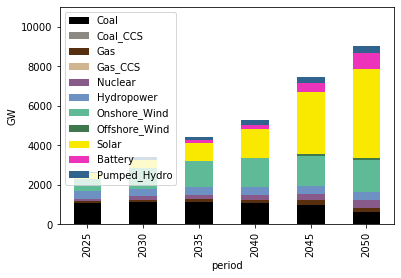 10000
8000
6000
4000
2000
0
GW
Coal
Coal_CCS
Gas
Gas_CCS
Nuclear
Hydropower
Onshore_Wind
Offshore_Wind
Solar
Battery
Pumped_Hydro
2025
2030
2035
2040
2045
2050
period